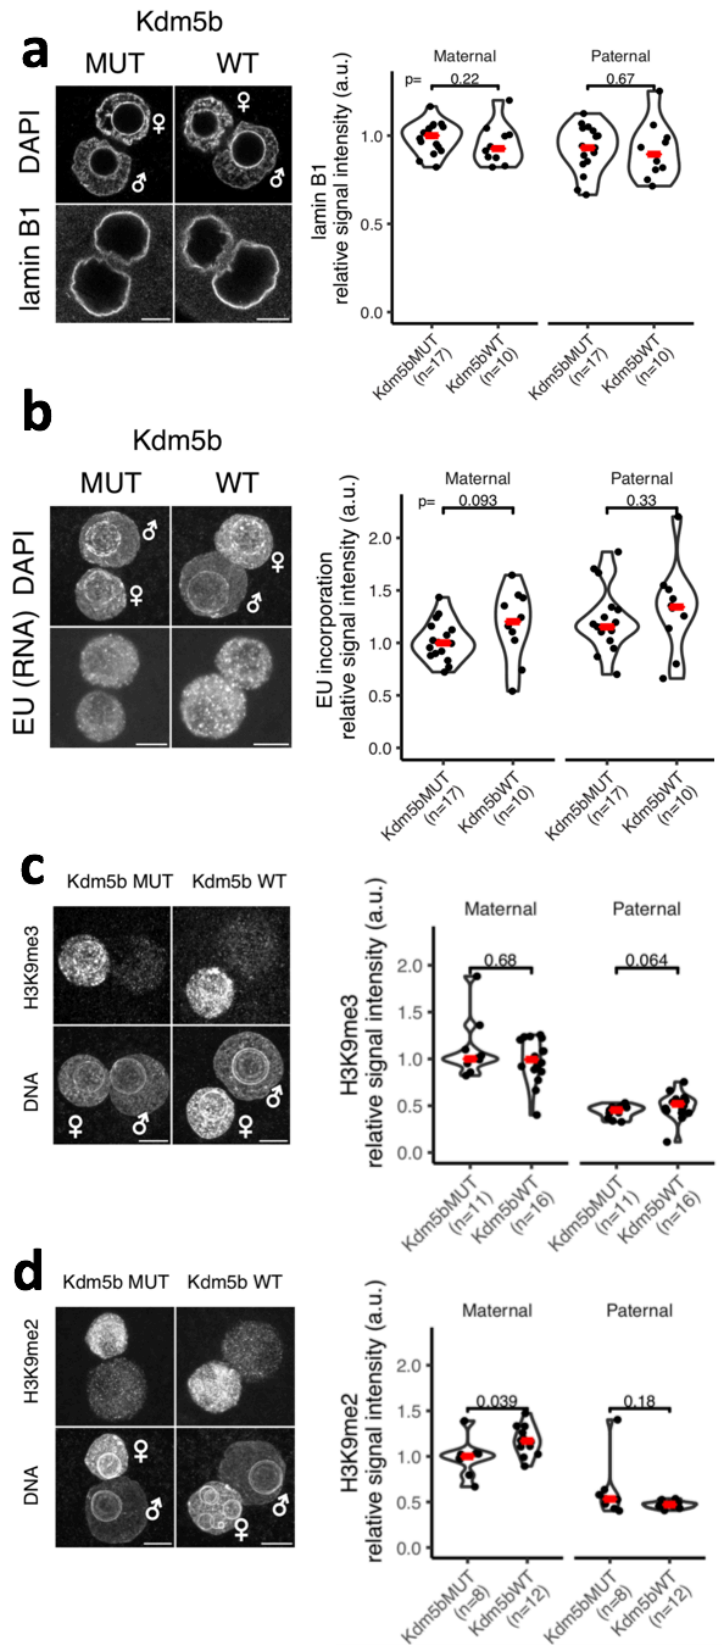 a
Kdm5b
MUT WT
DAPI
lamin B1
♀
♂
♀
♂
lamin B1
relative signal intensity (a.u.)
Maternal Paternal
p= 0.22 0.67
1.0
0.5
0.0
Kdm5bMUT
(n=17)
Kdm5bWT
(n=10)
Kdm5bMUT
(n=17)
Kdm5bWT
(n=10)
b
Kdm5b
MUT WT
DAPI
EU (RNA)
♂
♀
♀
♂
EU incorporation
relative signal intensity (a.u.)
Maternal Paternal
p= 0.093 0.33
2.0
1.5
1.0
0.5
0.0
Kdm5bMUT
(n=17)
Kdm5bWT
(n=10)
Kdm5bMUT
(n=17)
Kdm5bWT
(n=10)
c
Kdm5b MUT Kdm5b WT
H3K9me3
DNA
♀ ♂
♀ ♂
H3K9me3
relative signal intensity (a.u.)
Maternal Paternal
0.68 0.064
2.0
1.5
1.0
0.5
0.0
Kdm5bMUT
(n=11)
Kdm5bWT
(n=16)
Kdm5bMUT
(n=11)
Kdm5bWT
(n=16)
d
Kdm5b MUT Kdm5b WT
H3K9me2
DNA
♀
♂
♀ ♂
H3K9me2
relative signal intensity (a.u.)
Maternal Paternal
0.039 0.18
2.0
1.5
1.0
0.5
0.0
Kdm5bMUT
(n=8)
Kdm5bWT
(n=12)
Kdm5bMUT
(n=8)
Kdm5bWT
(n=12)